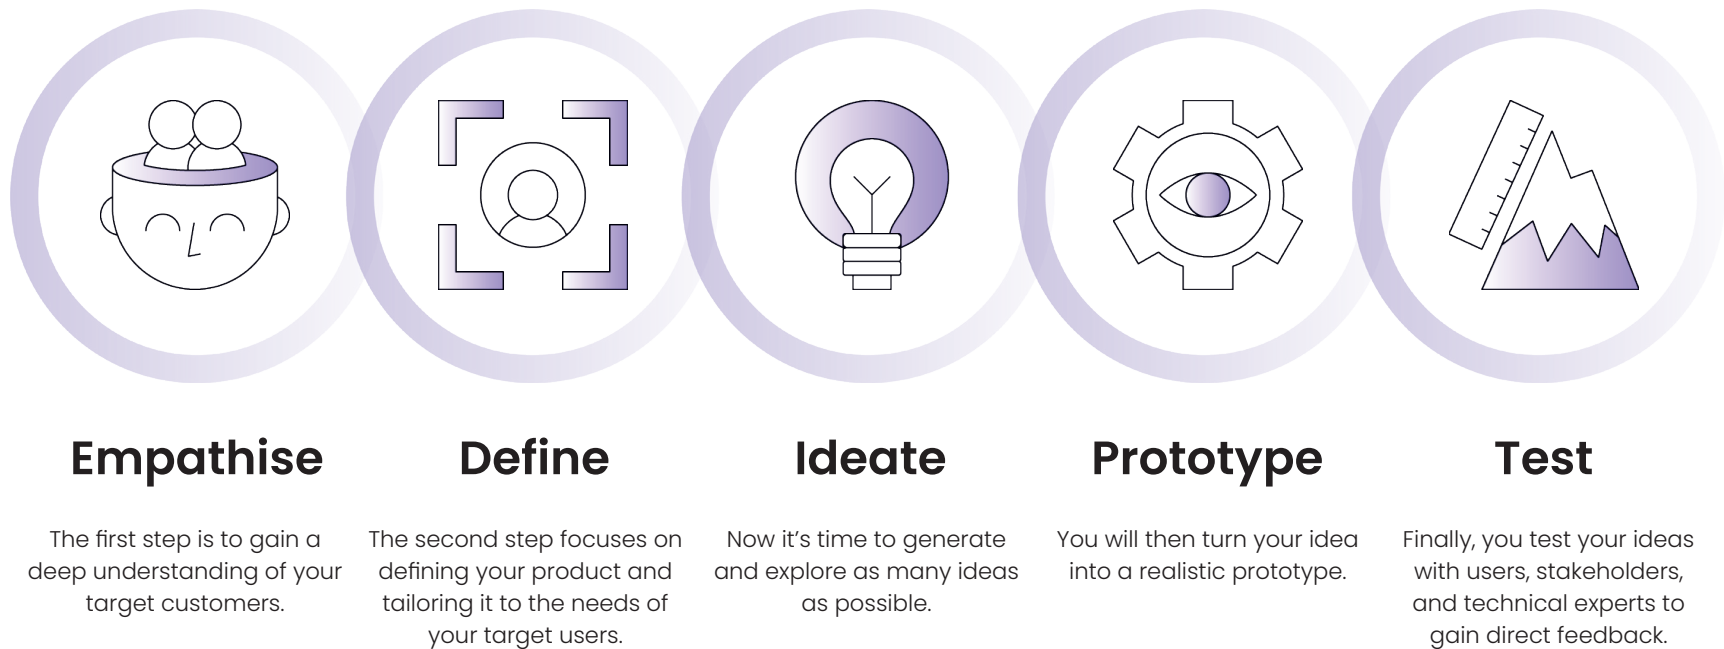 Empathise
The first step is to gain a
deep understanding of your
target customers.
Define
The second step focuses on
defining your product and
tailoring it to the needs of
your target users.
Ideate
Now it’s time to generate
and explore as many ideas
as possible.
Prototype
You will then turn your idea
into a realistic prototype.
Test
Finally, you test your ideas
with users, stakeholders,
and technical experts to
gain direct feedback.